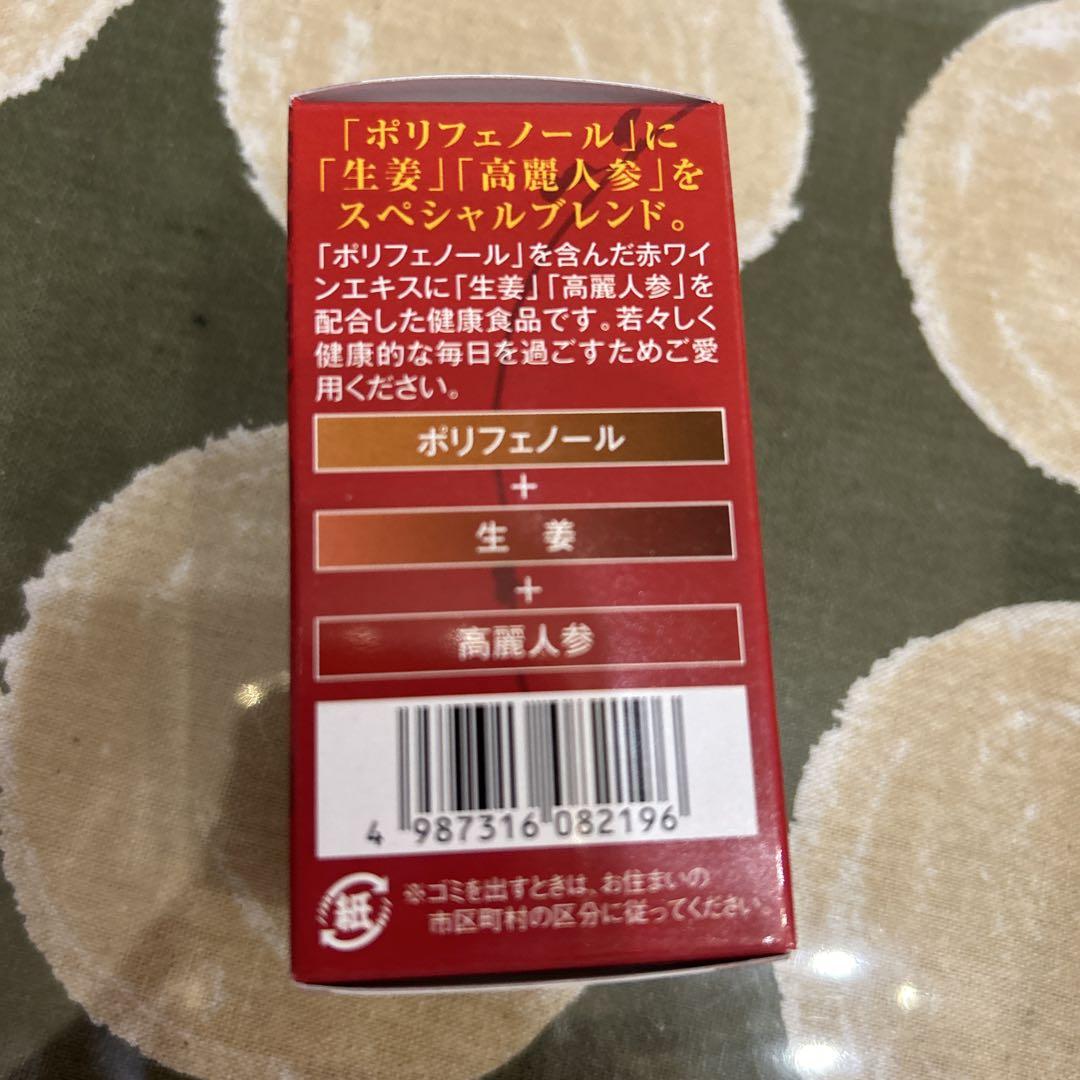 「ポリフェノール」に
「生姜」「高麗人参」を
スペシャルブレンド。
「ポリフェノール」を含んだ赤ワイ
ンエキスに「生姜」「高麗人参」を
配合した健康食品です。若々しく
健康的な毎日を過ごすためご愛
用ください。
ポリフェノール
+
生 姜
+
高麗人参
4 987316 082196
紙
※ゴミを出すときは、お住まいの
市区町村の区分に従ってください。